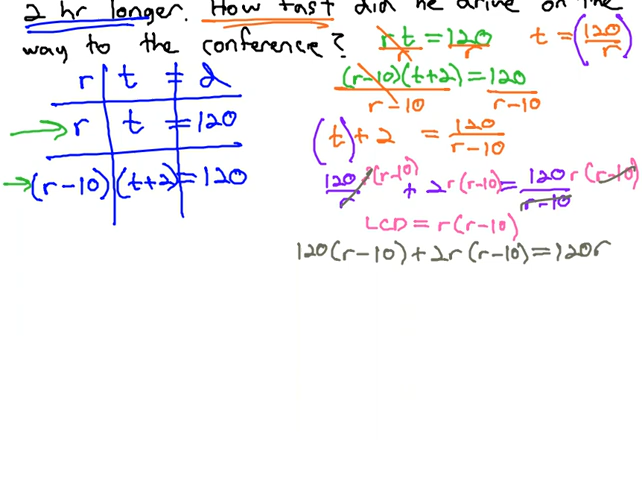 2 hr longer. How fast did he drive on the
way to the conference?
r t = 120
r r
t = (120/r)
r t = d
r t = 120
(r-10) (t+2) = 120
(r-10)(t+2) = 120
r-10 r-10
(t) + 2 = 120/(r-10)
120/r r(r-10) + 2 r(r-10) = 120/(r-10) r(r-10)
LCD = r(r-10)
120(r-10) + 2r(r-10) = 120r